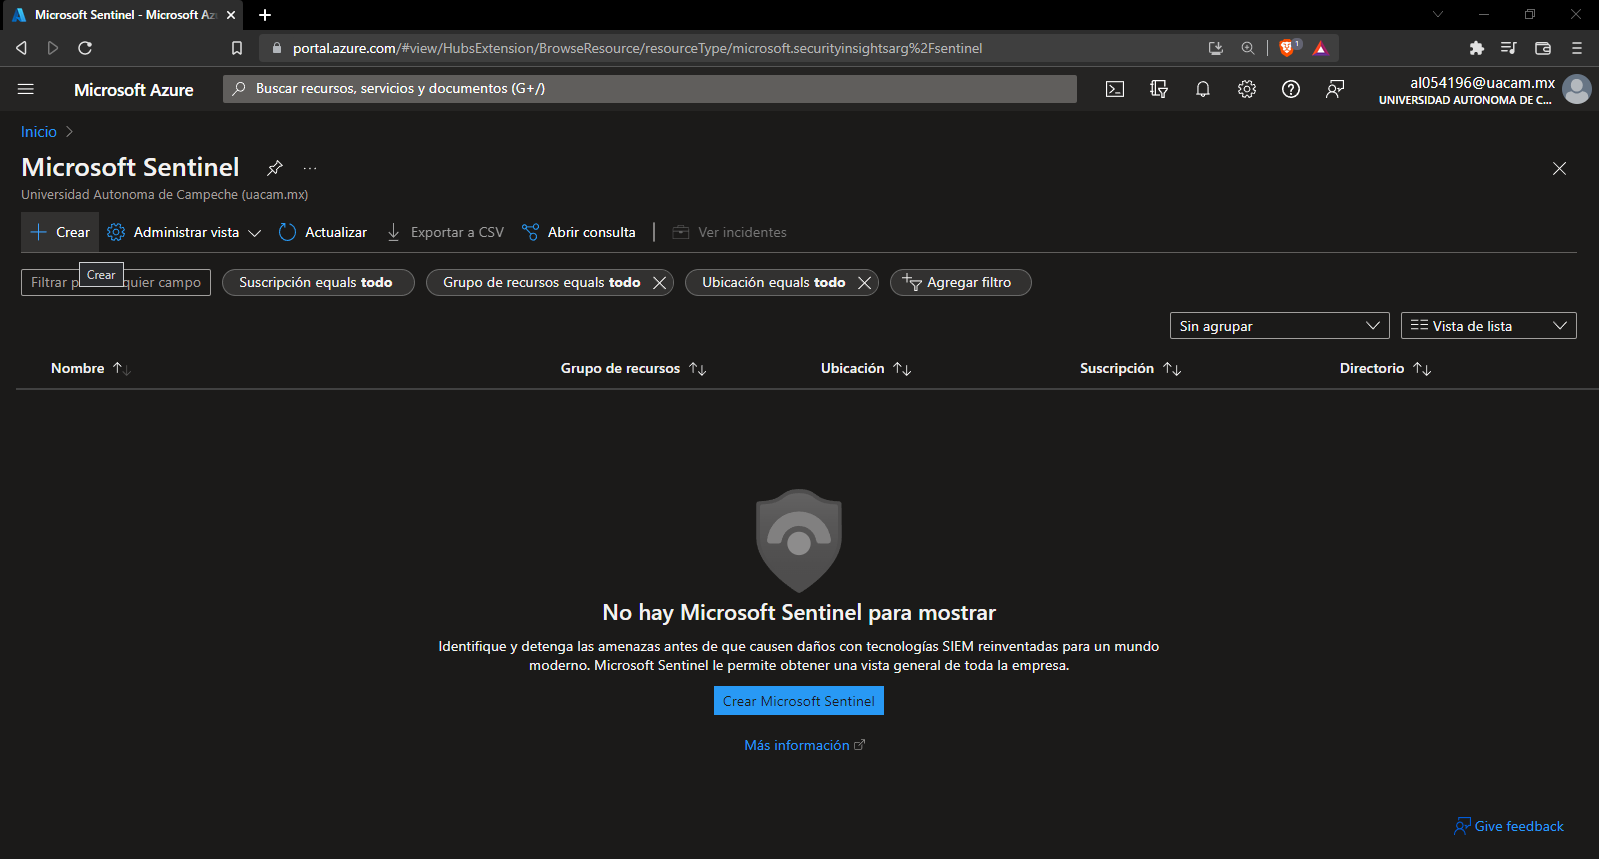 Microsoft Sentinel - Microsoft Az
portal.azure.com/#view/HubsExtension/BrowseResource/resourceType/microsoft.securityinsightsarg%2Fsentinel
1
Microsoft Azure
Buscar recursos, servicios y documentos (G+/)
al054196@uacam.mx
UNIVERSIDAD AUTONOMA DE C...
Inicio
Microsoft Sentinel
Universidad Autonoma de Campeche (uacam.mx)
Crear
Administrar vista
Actualizar
Exportar a CSV
Abrir consulta
Ver incidentes
Crear
Filtrar p quier campo
Suscripción equals todo
Grupo de recursos equals todo
Ubicación equals todo
Agregar filtro
Sin agrupar
Vista de lista
Nombre
Grupo de recursos
Ubicación
Suscripción
Directorio
No hay Microsoft Sentinel para mostrar
Identifique y detenga las amenazas antes de que causen daños con tecnologías SIEM reinventadas para un mundo
moderno. Microsoft Sentinel le permite obtener una vista general de toda la empresa.
Crear Microsoft Sentinel
Más información
Give feedback